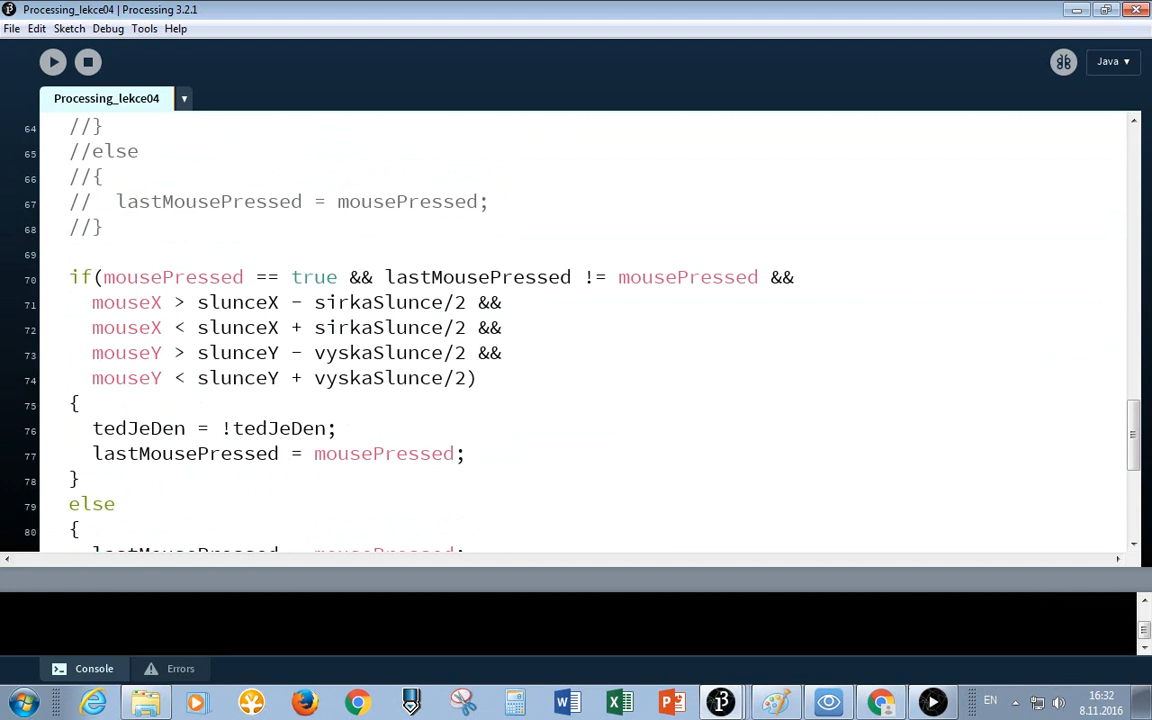 Processing_lekce04 | Processing 3.2.1
File Edit Sketch Debug Tools Help
Java ▾
Processing_lekce04 ▾
64 //}
65 //else
66 //{
67 //  lastMousePressed = mousePressed;
68 //}
69
70 if(mousePressed == true && lastMousePressed != mousePressed &&
71   mouseX > slunceX - sirkaSlunce/2 &&
72   mouseX < slunceX + sirkaSlunce/2 &&
73   mouseY > slunceY - vyskaSlunce/2 &&
74   mouseY < slunceY + vyskaSlunce/2)
75 {
76   tedJeDen = !tedJeDen;
77   lastMousePressed = mousePressed;
78 }
79 else
80 {
lastMousePressed = mousePressed;
Console Errors
EN 16:32
8.11.2016